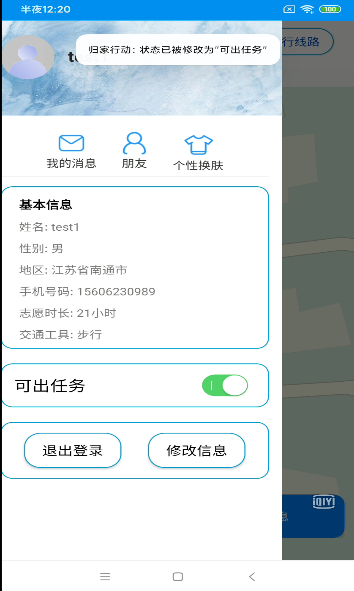 半夜12:20
100
归家行动：状态已被修改为“可出任务”
行线路
我的消息
朋友
个性换肤
基本信息
姓名: test1
性别: 男
地区: 江苏省南通市
手机号码: 15606230989
志愿时长: 21小时
交通工具: 步行
可出任务
退出登录
修改信息
息
iQIYI